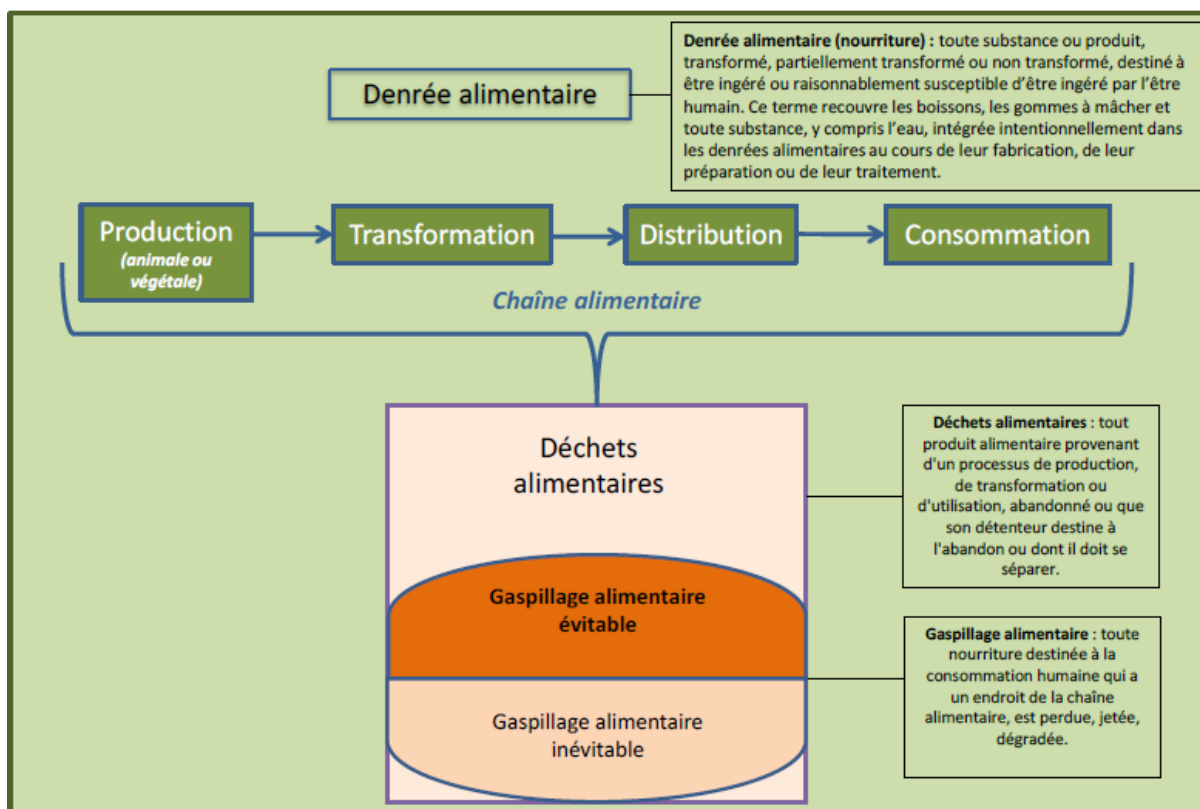 Denrée alimentaire
Denrée alimentaire (nourriture) : toute substance ou produit,
transformé, partiellement transformé ou non transformé, destiné à
être ingéré ou raisonnablement susceptible d'être ingéré par l'être
humain. Ce terme recouvre les boissons, les gommes à mâcher et
toute substance, y compris l'eau, intégrée intentionnellement dans
les denrées alimentaires au cours de leur fabrication, de leur
préparation ou de leur traitement.
Production
(animale ou
végétale)
Transformation
Distribution
Consommation
Chaîne alimentaire
Déchets
alimentaires
Déchets alimentaires : tout
produit alimentaire provenant
d'un processus de production,
de transformation ou
d'utilisation, abandonné ou que
son détenteur destine à
l'abandon ou dont il doit se
séparer.
Gaspillage alimentaire
évitable
Gaspillage alimentaire
inévitable
Gaspillage alimentaire : toute
nourriture destinée à la
consommation humaine qui a
un endroit de la chaîne
alimentaire, est perdue, jetée,
dégradée.